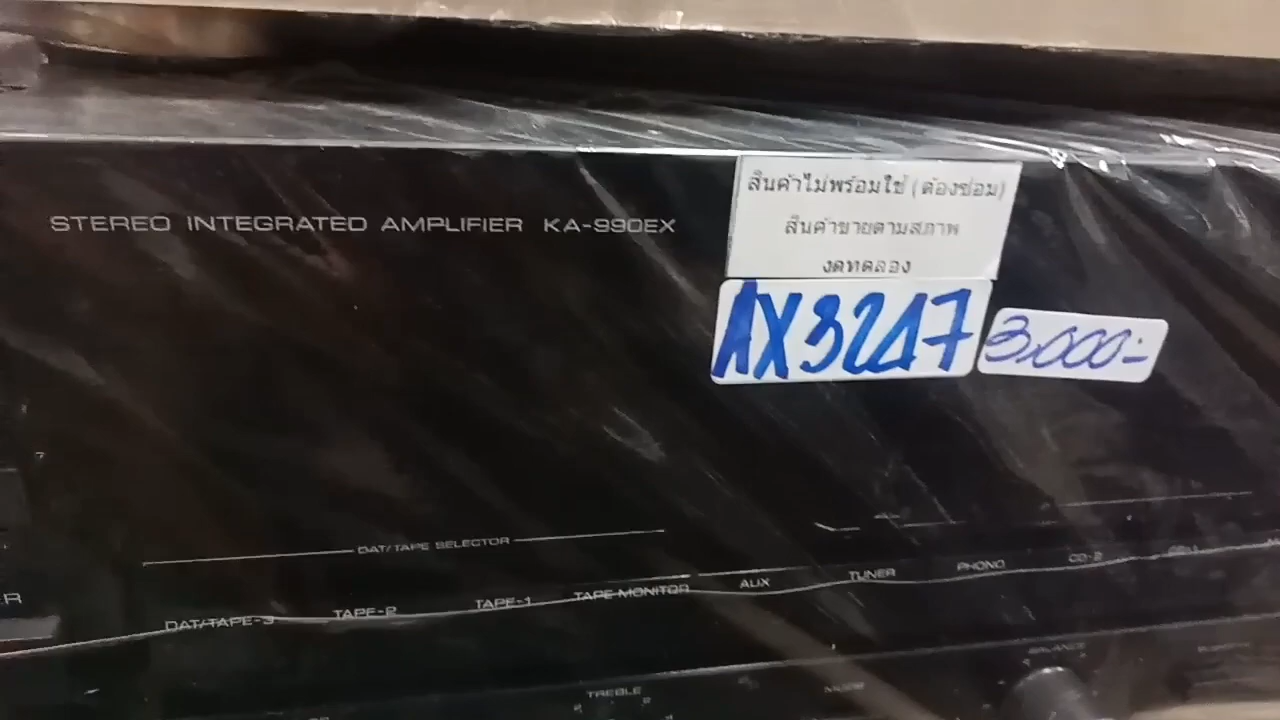 STEREO INTEGRATED AMPLIFIER KA-990EX
สินค้าไม่พร้อมใช้ (ต้องซ่อม)
สินค้าขายตามสภาพ
งดทดลอง
AX3217
3,000.-
DAT/TAPE SELECTOR
DAT/TAPE-3 TAPE-2 TAPE-1 TAPE MONITOR AUX TUNER PHONO CD-2
BALANCE
TREBLE MODE